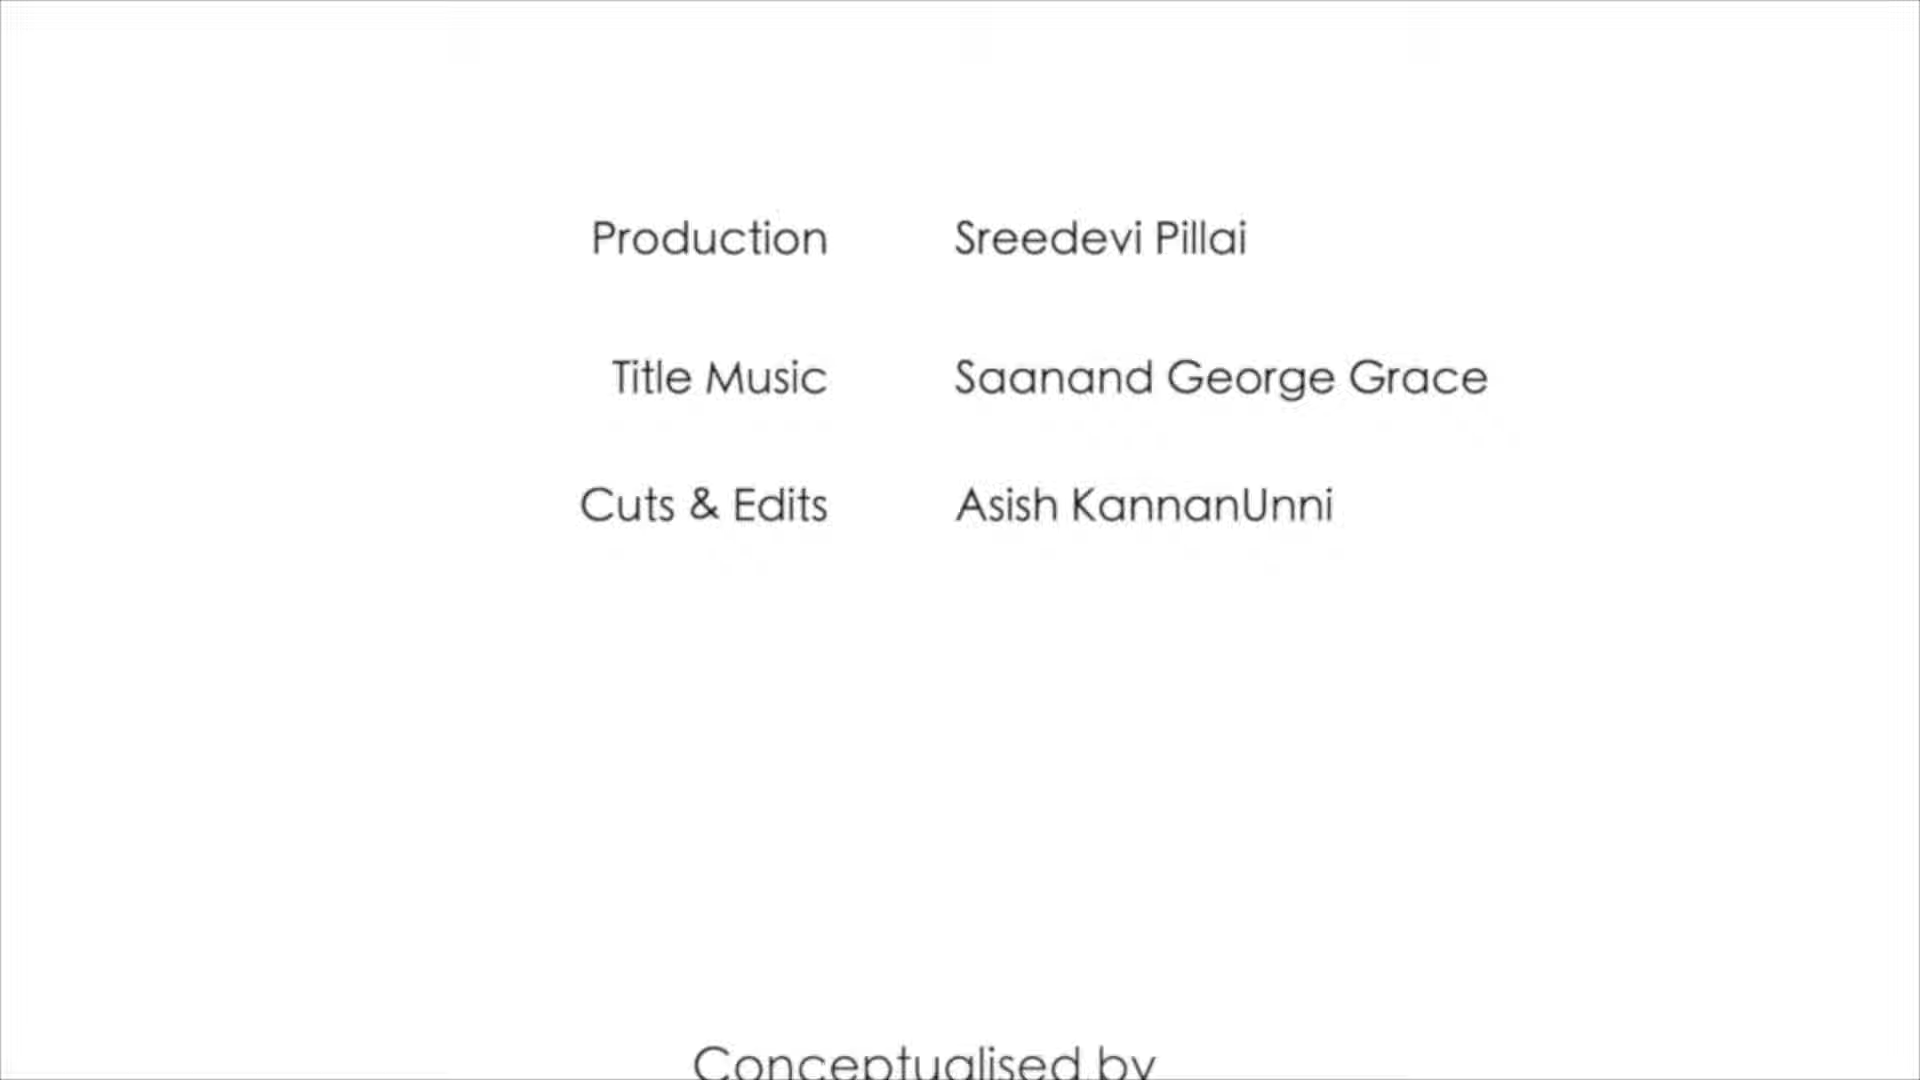 Production Sreedevi Pillai
Title Music Saanand George Grace
Cuts & Edits Asish KannanUnni
Conceptualised by